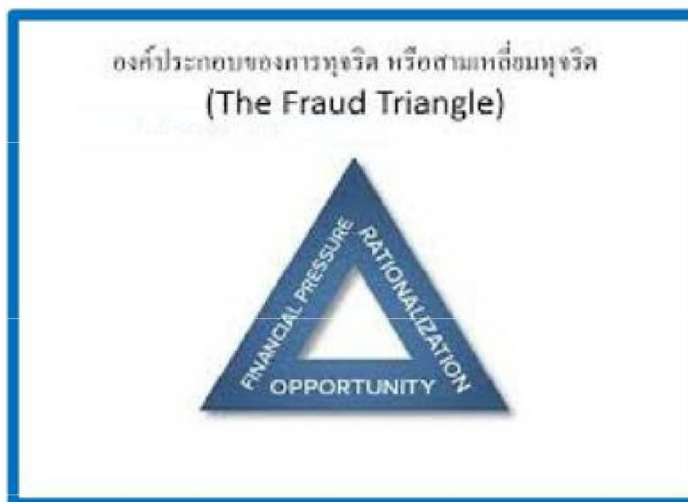 องค์ประกอบของการทุจริต หรือสามเหลี่ยมทุจริต
(The Fraud Triangle)
FINANCIAL PRESSURE
RATIONALIZATION
OPPORTUNITY